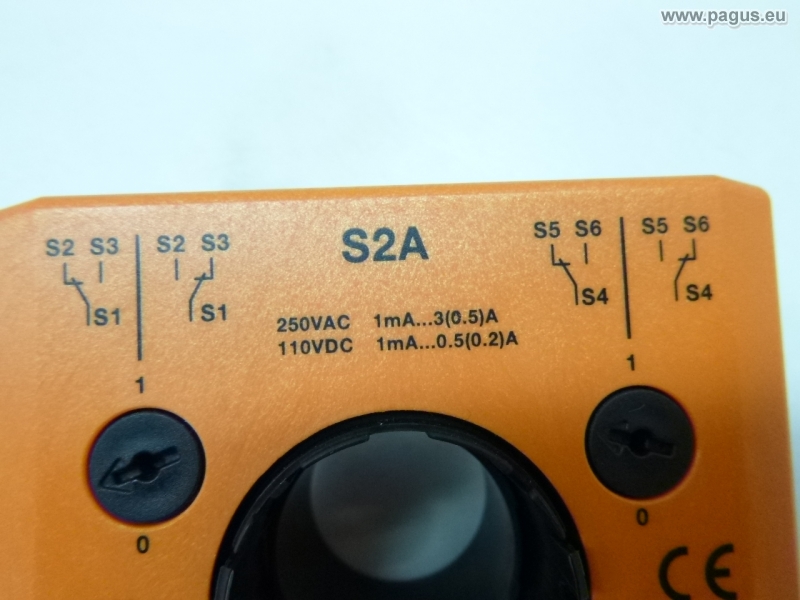 www.pagus.eu
S2 S3 S2 S3
S1 S1
S2A
S5 S6 S5 S6
S4 S4
250VAC 1mA...3(0.5)A
110VDC 1mA...0.5(0.2)A
1
1
0
0
CE